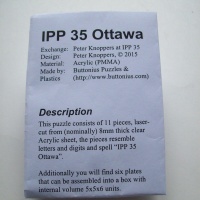 IPP 35 Ottawa
Exchange: Peter Knoppers at IPP 35
Design: Peter Knoppers, © 2015
Material: Acrylic (PMMA)
Made by: Buttonius Puzzles &
Plastics (http://www.buttonius.com)
Description
This puzzle consists of 11 pieces, laser-
cut from (nominally) 8mm thick clear
Acrylic sheet, the pieces resemble
letters and digits and spell "IPP 35
Ottawa".
Additionally you will find six plates
that can be assembled into a box with
internal volume 5x5x6 units.